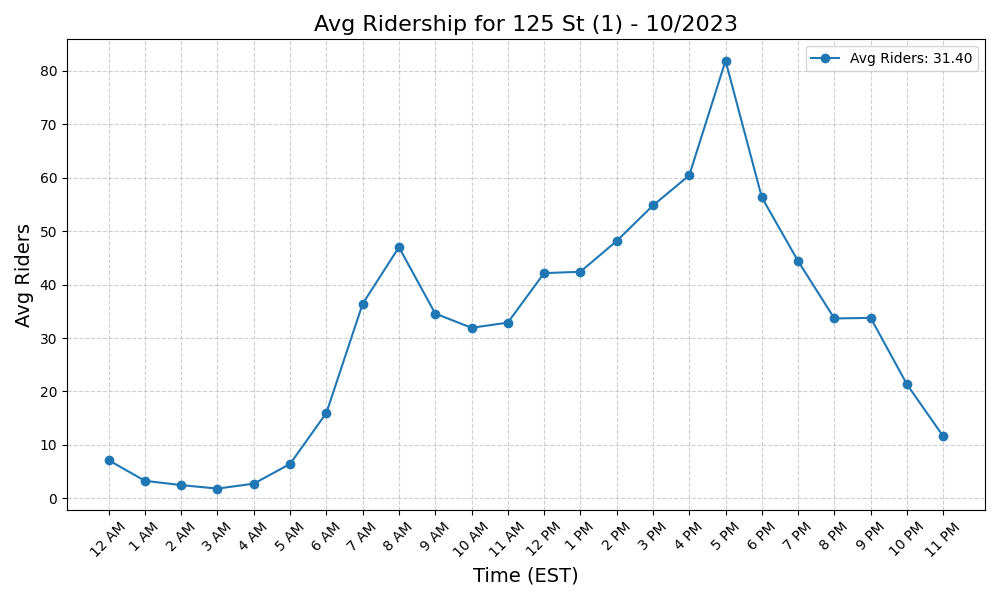 Avg Ridership for 125 St (1) - 10/2023
Avg Riders: 31.40
Avg Riders
80
70
60
50
40
30
20
10
0
12 AM
1 AM
2 AM
3 AM
4 AM
5 AM
6 AM
7 AM
8 AM
9 AM
10 AM
11 AM
12 PM
1 PM
2 PM
3 PM
4 PM
5 PM
6 PM
7 PM
8 PM
9 PM
10 PM
11 PM
Time (EST)